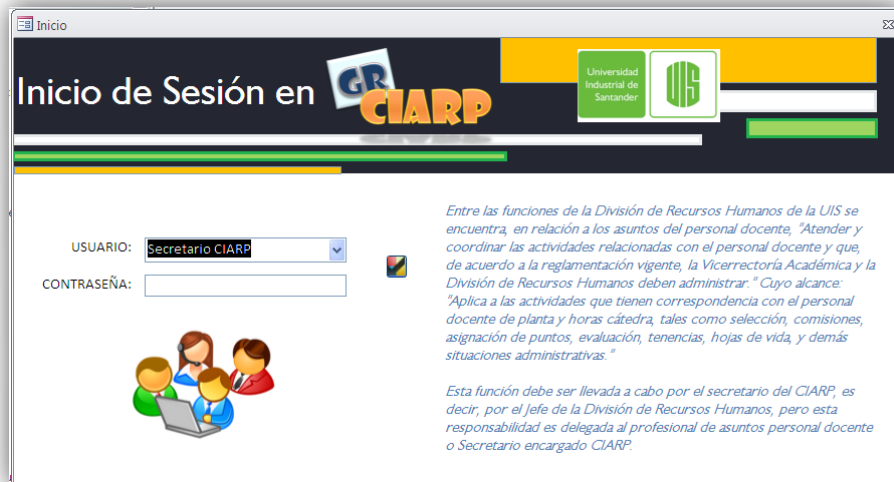 Inicio
Inicio de Sesión en
GR
CIARP
Universidad
Industrial de
Santander
UIS
USUARIO:
Secretario CIARP
CONTRASEÑA:
Entre las funciones de la División de Recursos Humanos de la UIS se
encuentra, en relación a los asuntos del personal docente, "Atender y
coordinar las actividades relacionadas con el personal docente y que,
de acuerdo a la reglamentación vigente, la Vicerrectoría Académica y la
División de Recursos Humanos deben administrar." Cuyo alcance:
"Aplica a las actividades que tienen correspondencia con el personal
docente de planta y horas cátedra, tales como selección, comisiones,
asignación de puntos, evaluación, tenencias, hojas de vida, y demás
situaciones administrativas."
Esta función debe ser llevada a cabo por el secretario del CIARP, es
decir, por el Jefe de la División de Recursos Humanos, pero esta
responsabilidad es delegada al profesional de asuntos personal docente
o Secretario encargado CIARP.